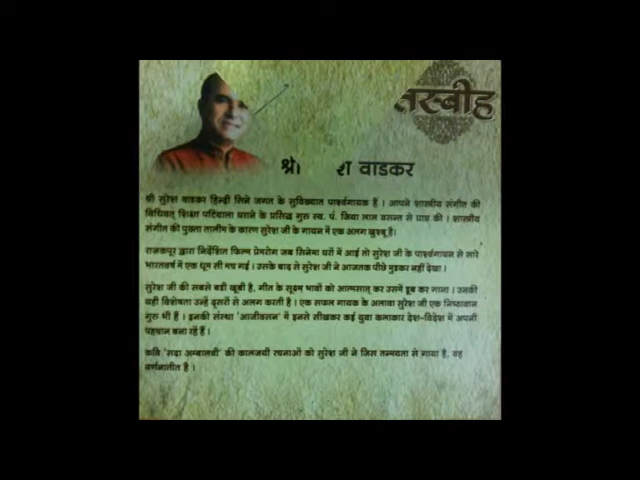 तस्बीह
श्री श वाडकर
श्री सुरेश वाडकर हिन्दी सिने जगत के सुविख्यात पार्श्वगायक हैं । आपने शास्त्रीय संगीत की
विधिवत् शिक्षा पटियाला घराने के प्रसिद्ध गुरु स्व. पं. जिया लाल वसन्त से प्राप्त की । शास्त्रीय
संगीत की पुख्ता तालीम के कारण सुरेश जी के गायन में एक अलग खुश्बू है।
राजकपूर द्वारा निर्देशित फिल्म प्रेमरोग जब सिनेमा घरों में आई तो सुरेश जी के पार्श्वगायन से सारे
भारतवर्ष में एक धूम सी मच गई । उसके बाद से सुरेश जी ने आजतक पीछे मुड़कर नहीं देखा ।
सुरेश जी की सबसे बडी खूबी है, गीत के सूक्ष्म भावों को आत्मसात् कर उसमें डूब कर गाना । उनकी
यही विशेषता उन्हें दूसरों से अलग करती है । एक सफल गायक के अलावा सुरेश जी एक निष्ठावान
गुरु भी हैं । इनकी संस्था 'आजीवसन' में इनसे सीखकर कई युवा कलाकार देश-विदेश में अपनी
पहचान बना रहे हैं ।
कवि 'सदा अम्बालवी' की कालजयी रचनाओं को सुरेश जी ने जिस तन्मयता से गाया है, वह
वर्णनातीत है ।